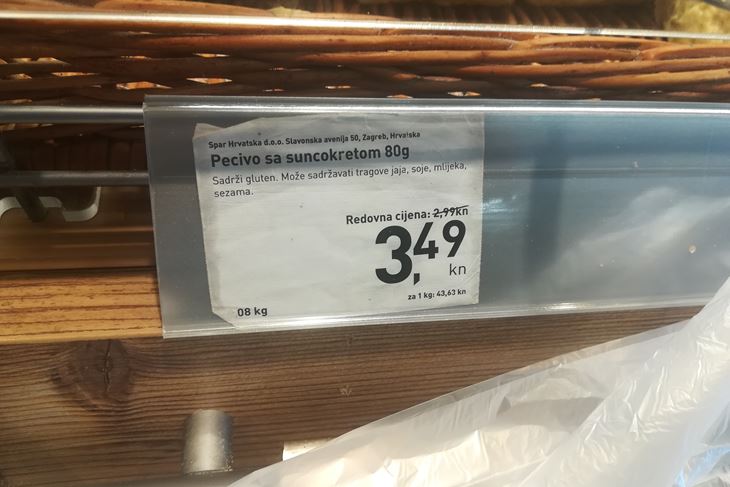 Spar Hrvatska d.o.o. Slavonska avenija 50, Zagreb, Hrvatska
Pecivo sa suncokretom 80g
Sadrži gluten. Može sadržavati tragove jaja, soje, mlijeka,
sezama.
Redovna cijena: 2,99kn
3,49
kn
za 1 kg: 43,63 kn
08 kg